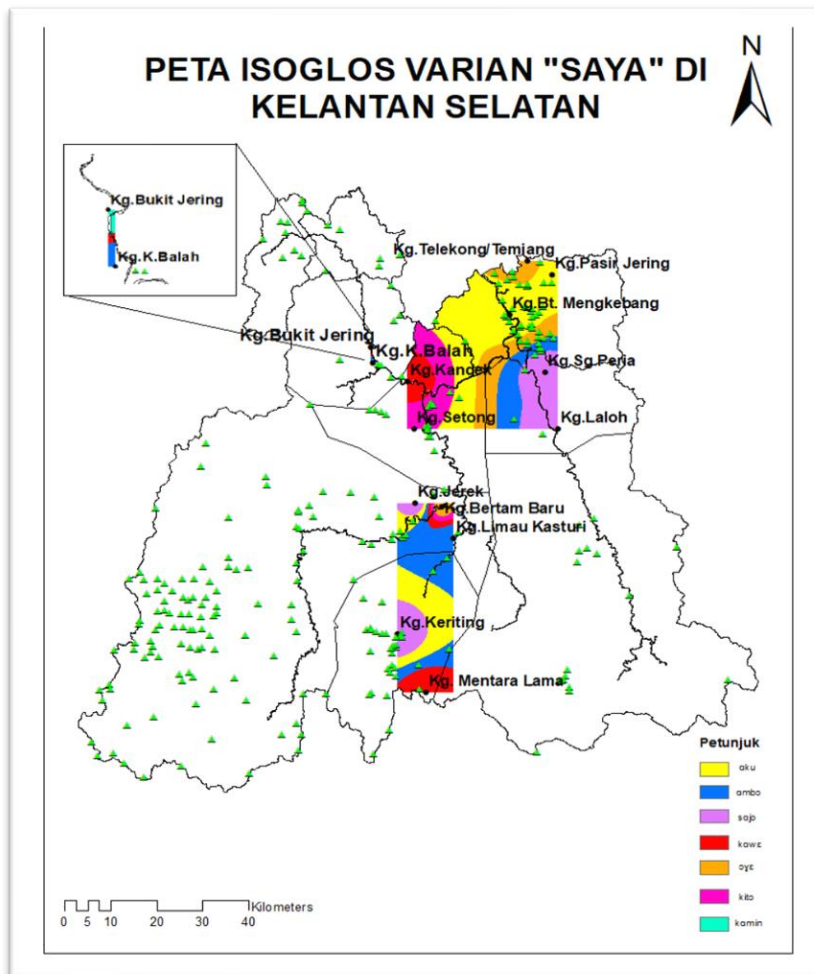 PETA ISOGLOS VARIAN "SAYA" DI
KELANTAN SELATAN
N
Kg.Bukit Jering
Kg.K.Balah
Kg.Telekong/Temiang
Kg.Pasir Jering
Kg.Bt. Mengkebang
Kg.Bukit Jering
Kg.K.Balah
Kg.Kandek
Kg.Sg.Peria
Kg.Setong
Kg.Laloh
Kg.Jerek
Kg.Bertam Baru
Kg.Limau Kasturi
Kg.Keriting
Kg. Mentara Lama
Petunjuk
aku
ambo
kawɛ
kito
kamin
Kilometers
0 5 10 20 30 40